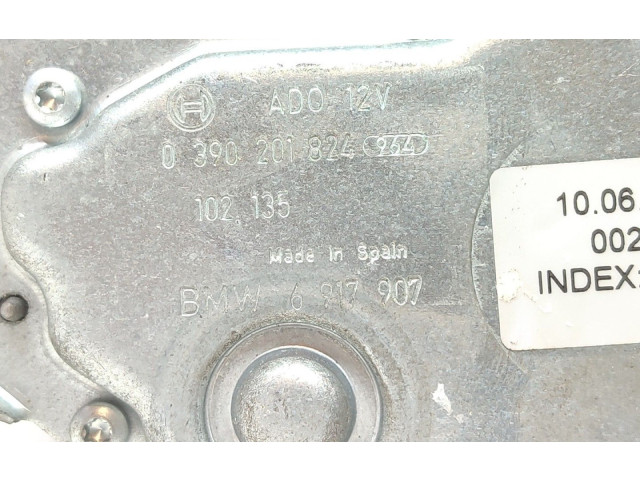 ADO 12V
0 390 201 824 964
102, 135
Made in Spain
BMW 6 917 907
10.06.
002
INDEX: